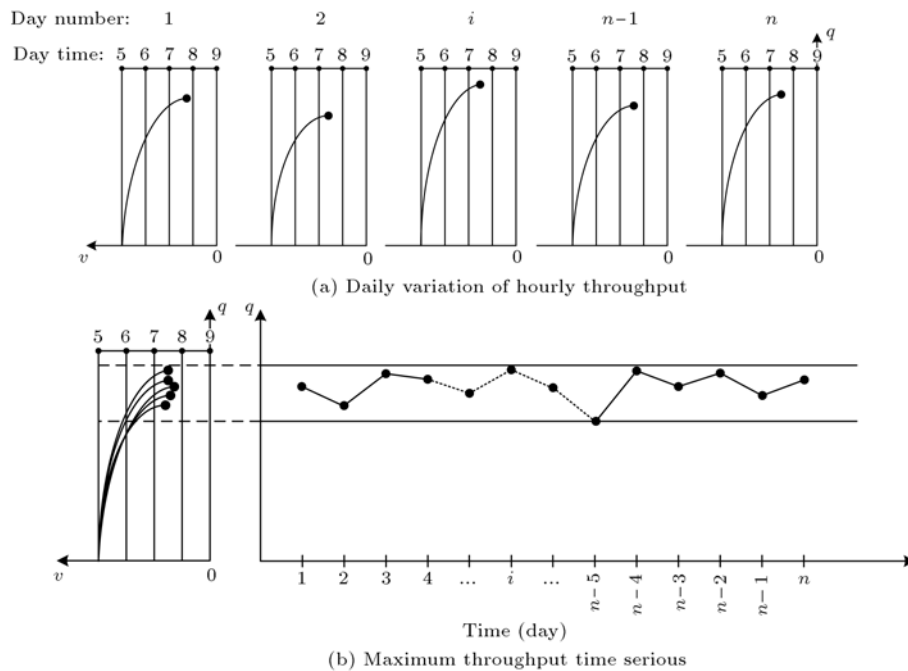 Day number: 1 2 i n−1 n
q
Day time: 5 6 7 8 9 5 6 7 8 9 5 6 7 8 9 5 6 7 8 9 5 6 7 8 9
v 0 0 0 0 0
(a) Daily variation of hourly throughput
q q
5 6 7 8 9
v 0
1 2 3 4 ... i ... n−5 n−4 n−3 n−2 n−1 n
Time (day)
(b) Maximum throughput time serious